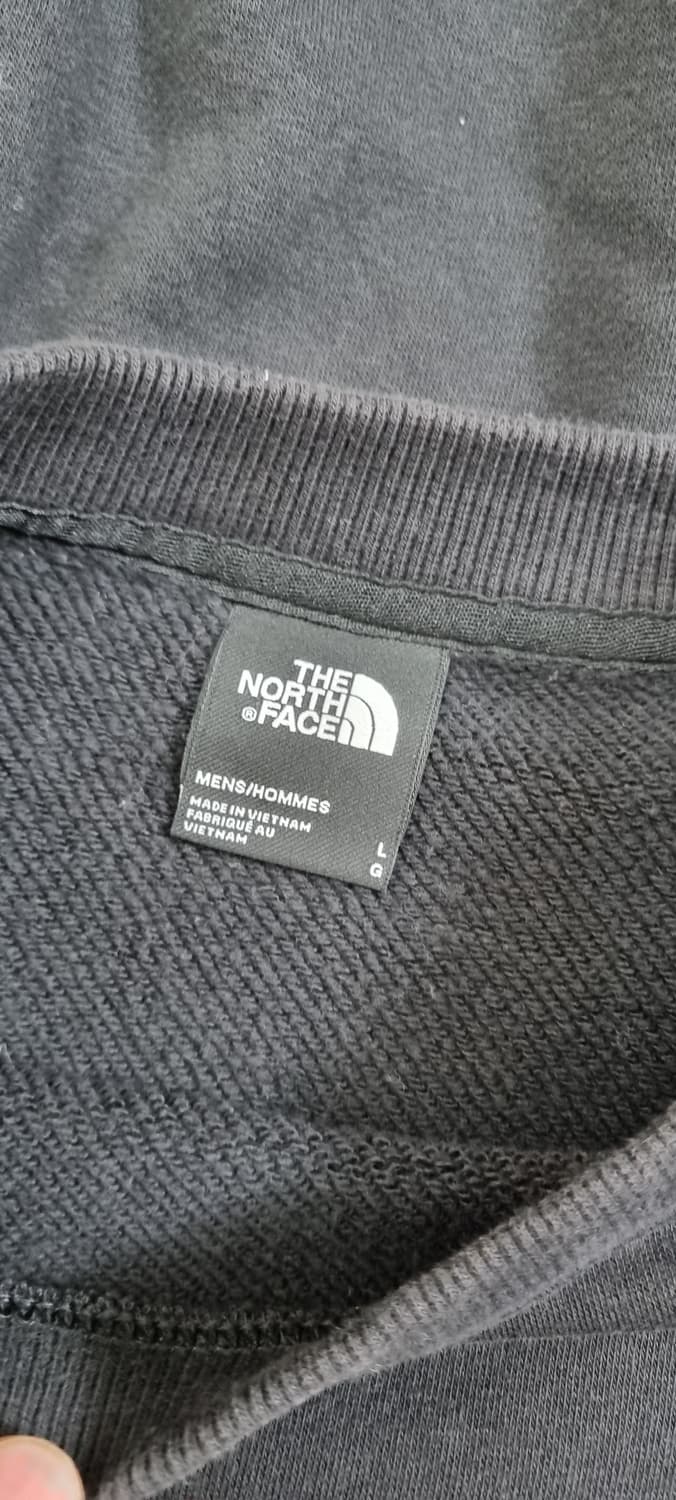 THE
NORTH
®FACE
MENS/HOMMES
MADE IN VIETNAM
FABRIQUÉ AU
VIETNAM
L
G